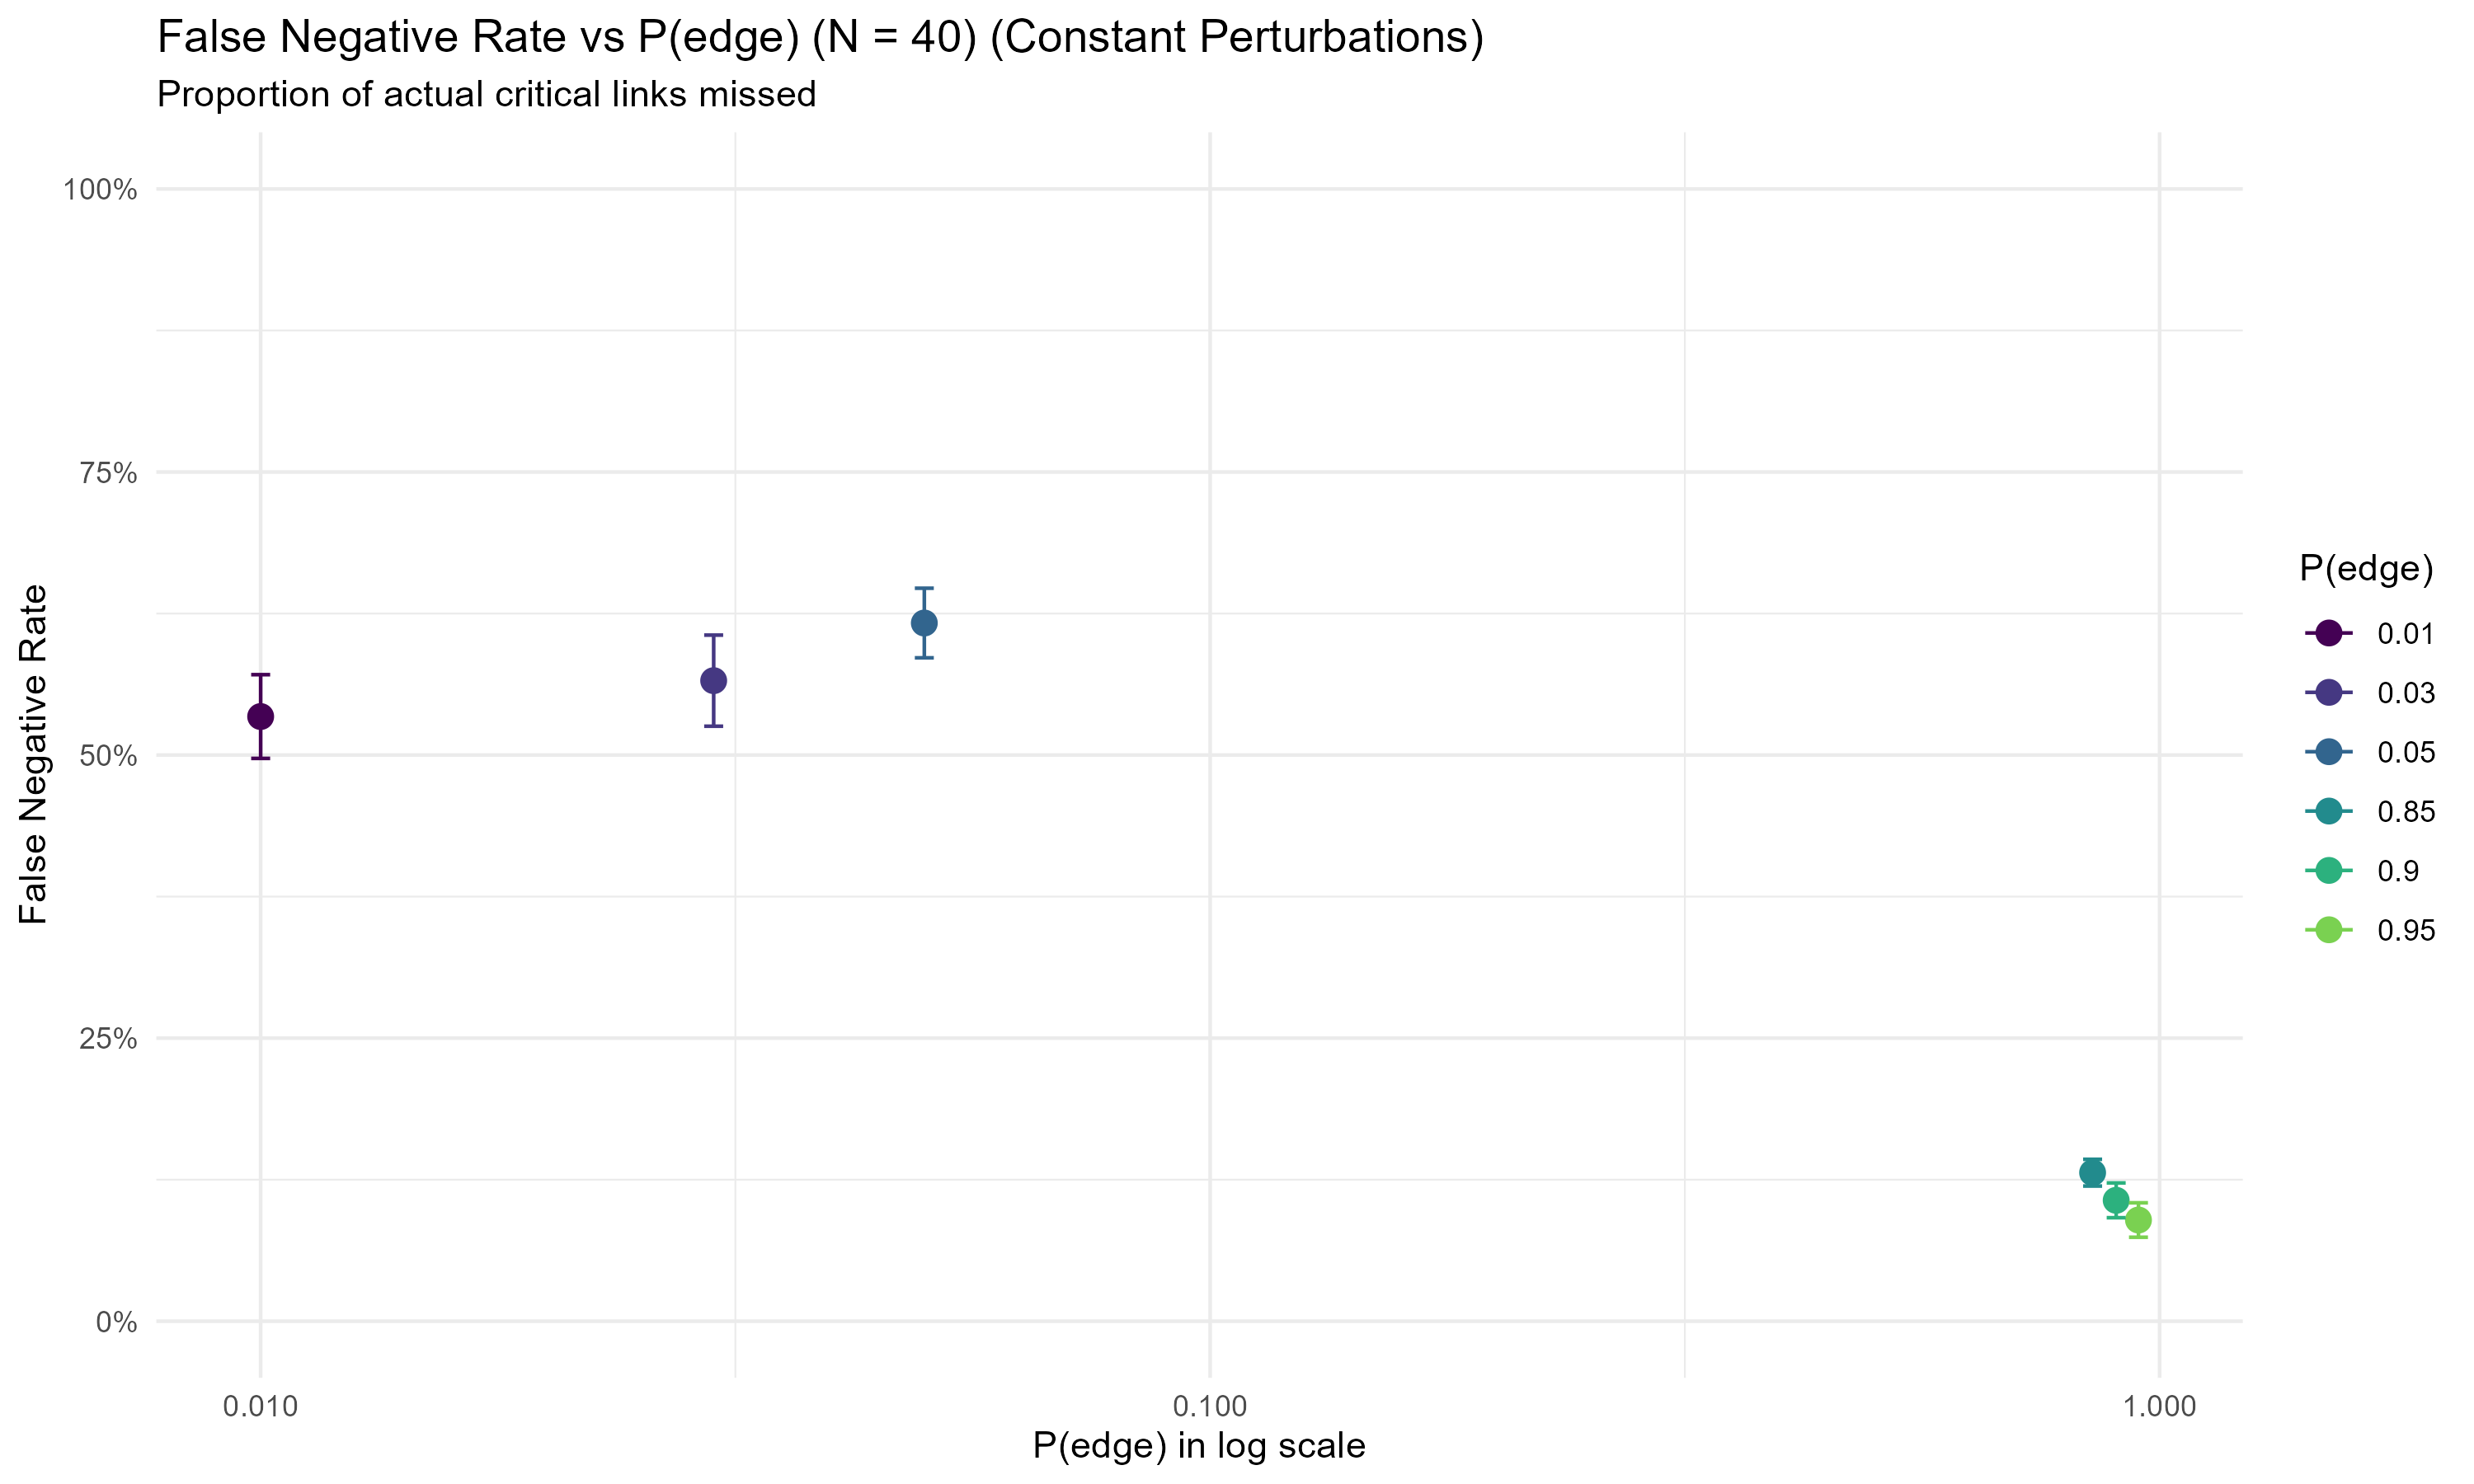 False Negative Rate vs P(edge) (N = 40) (Constant Perturbations)
Proportion of actual critical links missed
False Negative Rate
100%
75%
50%
25%
0%
0.010
0.100
1.000
P(edge) in log scale
P(edge)
0.01
0.03
0.05
0.85
0.9
0.95